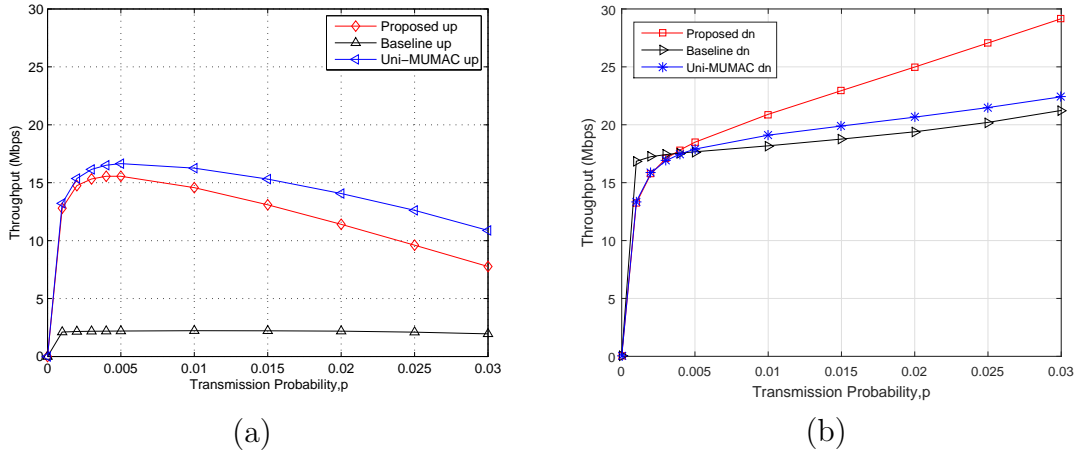 Proposed up
Baseline up
Uni-MUMAC up
Throughput (Mbps)
30
25
20
15
10
5
0
0 0.005 0.01 0.015 0.02 0.025 0.03
Transmission Probability,p
(a)
Proposed dn
Baseline dn
Uni-MUMAC dn
Throughput (Mbps)
30
25
20
15
10
5
0
0 0.005 0.01 0.015 0.02 0.025 0.03
Transmission Probability,p
(b)